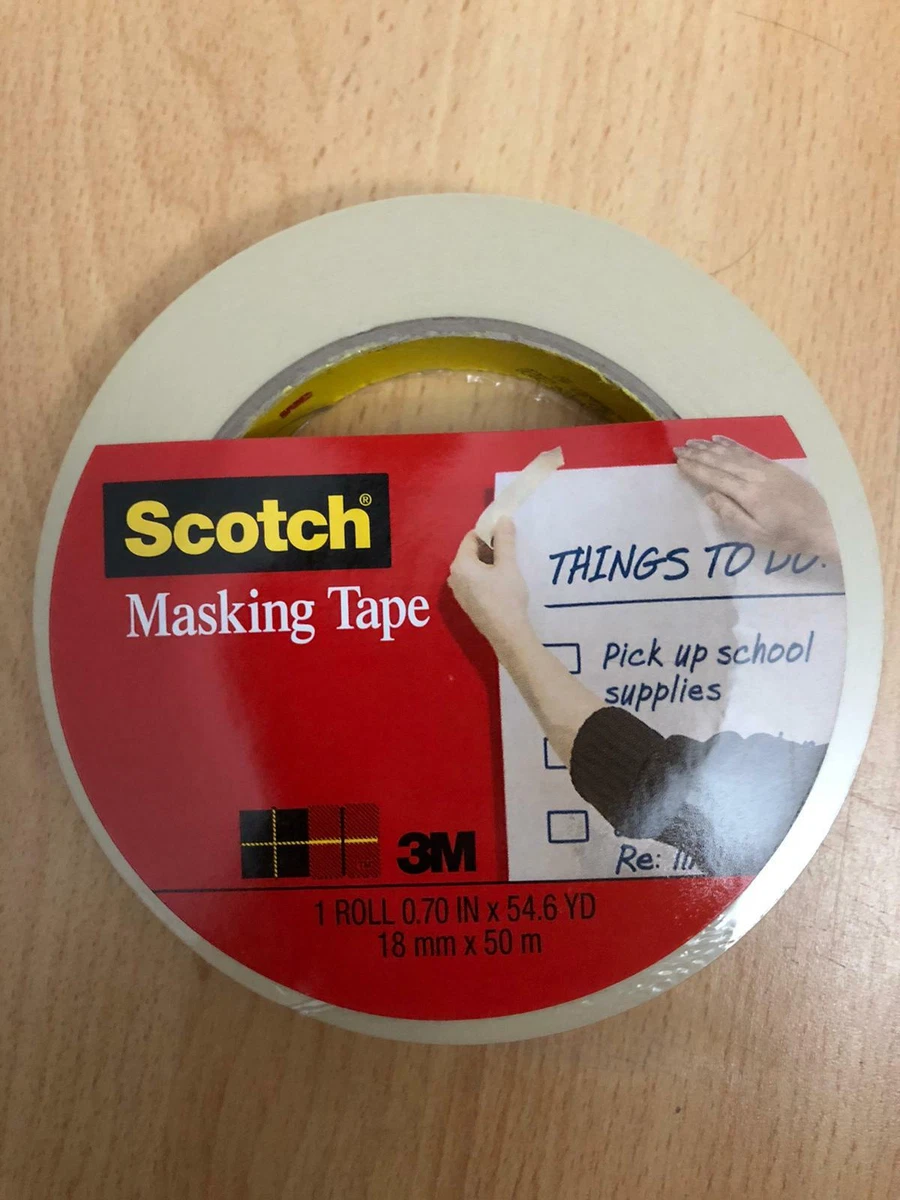 Scotch®
Masking Tape
THINGS TO DO:
Pick up school
supplies
Re:
3M
1 ROLL 0.70 IN x 54.6 YD
18 mm x 50 m